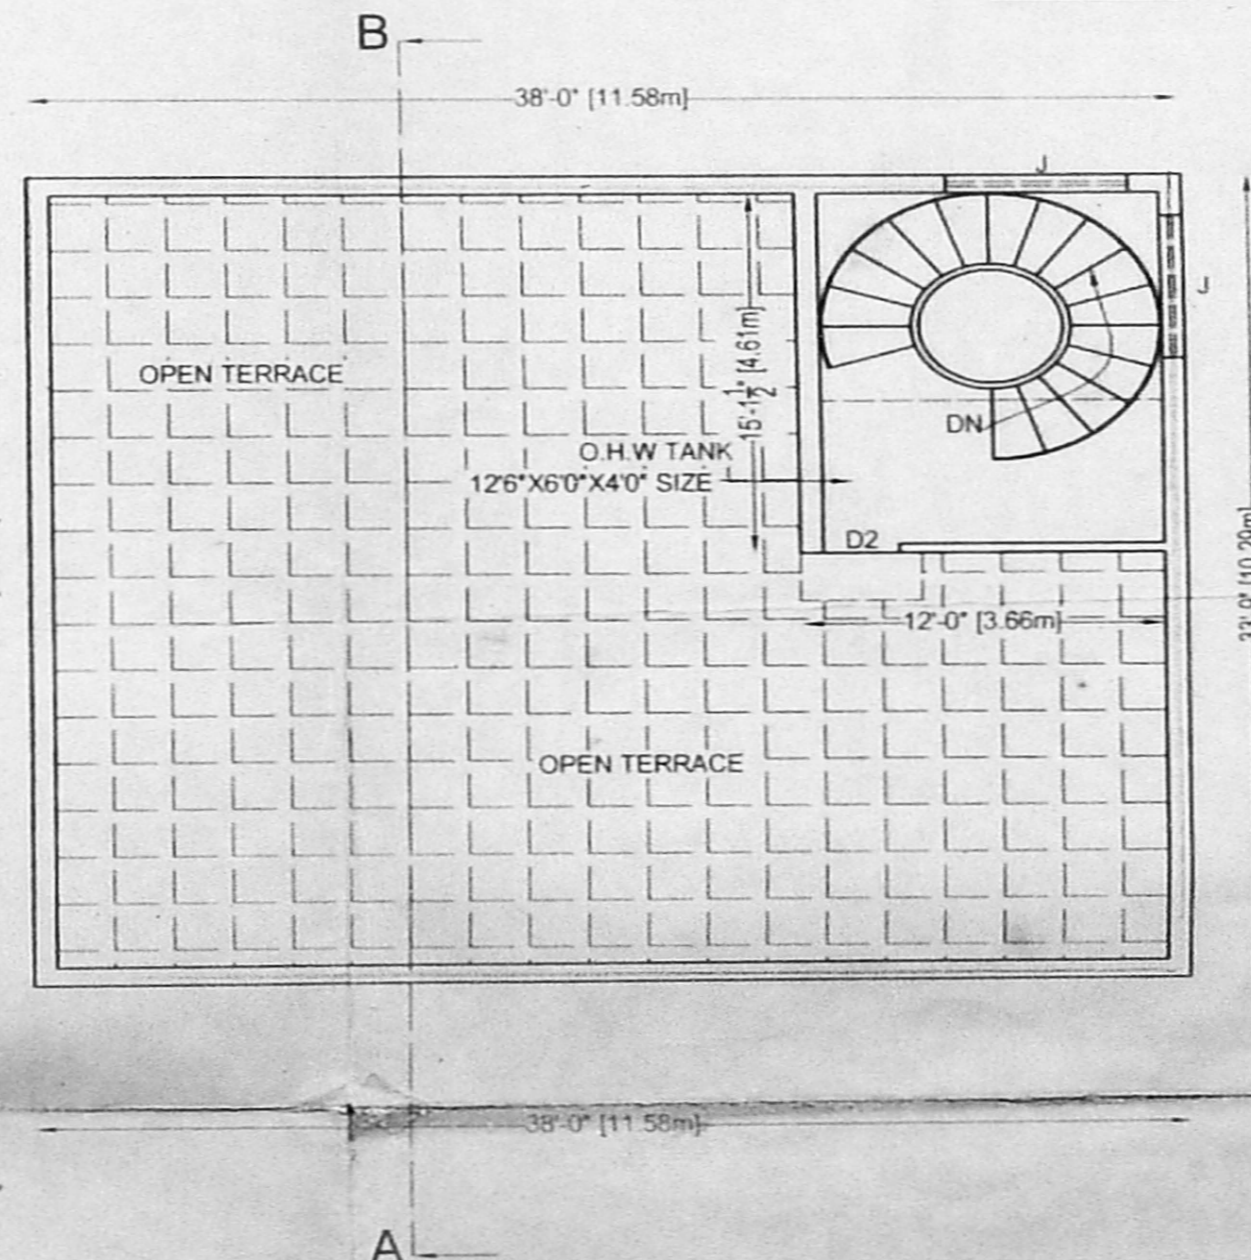 B
38'-0" [11.58m]
J
J
OPEN TERRACE
15'-1½" [4.61m]
DN
O.H.W TANK
12'6"X6'0"X4'0" SIZE
D2
12'-0" [3.66m]
OPEN TERRACE
38'-0" [11.58m]
A